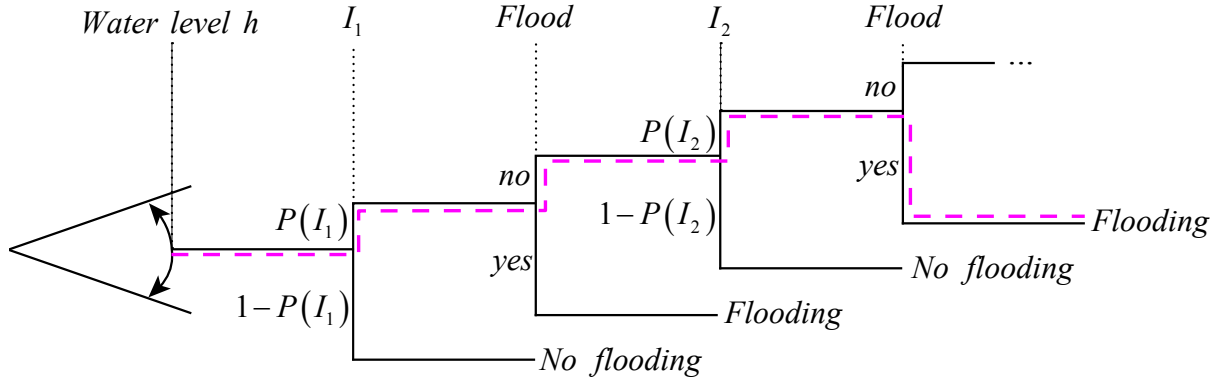 Water level h
I₁
Flood
I₂
Flood
no
...
P(I₂)
no
yes
P(I₁)
1−P(I₂)
Flooding
yes
No flooding
1−P(I₁)
Flooding
No flooding